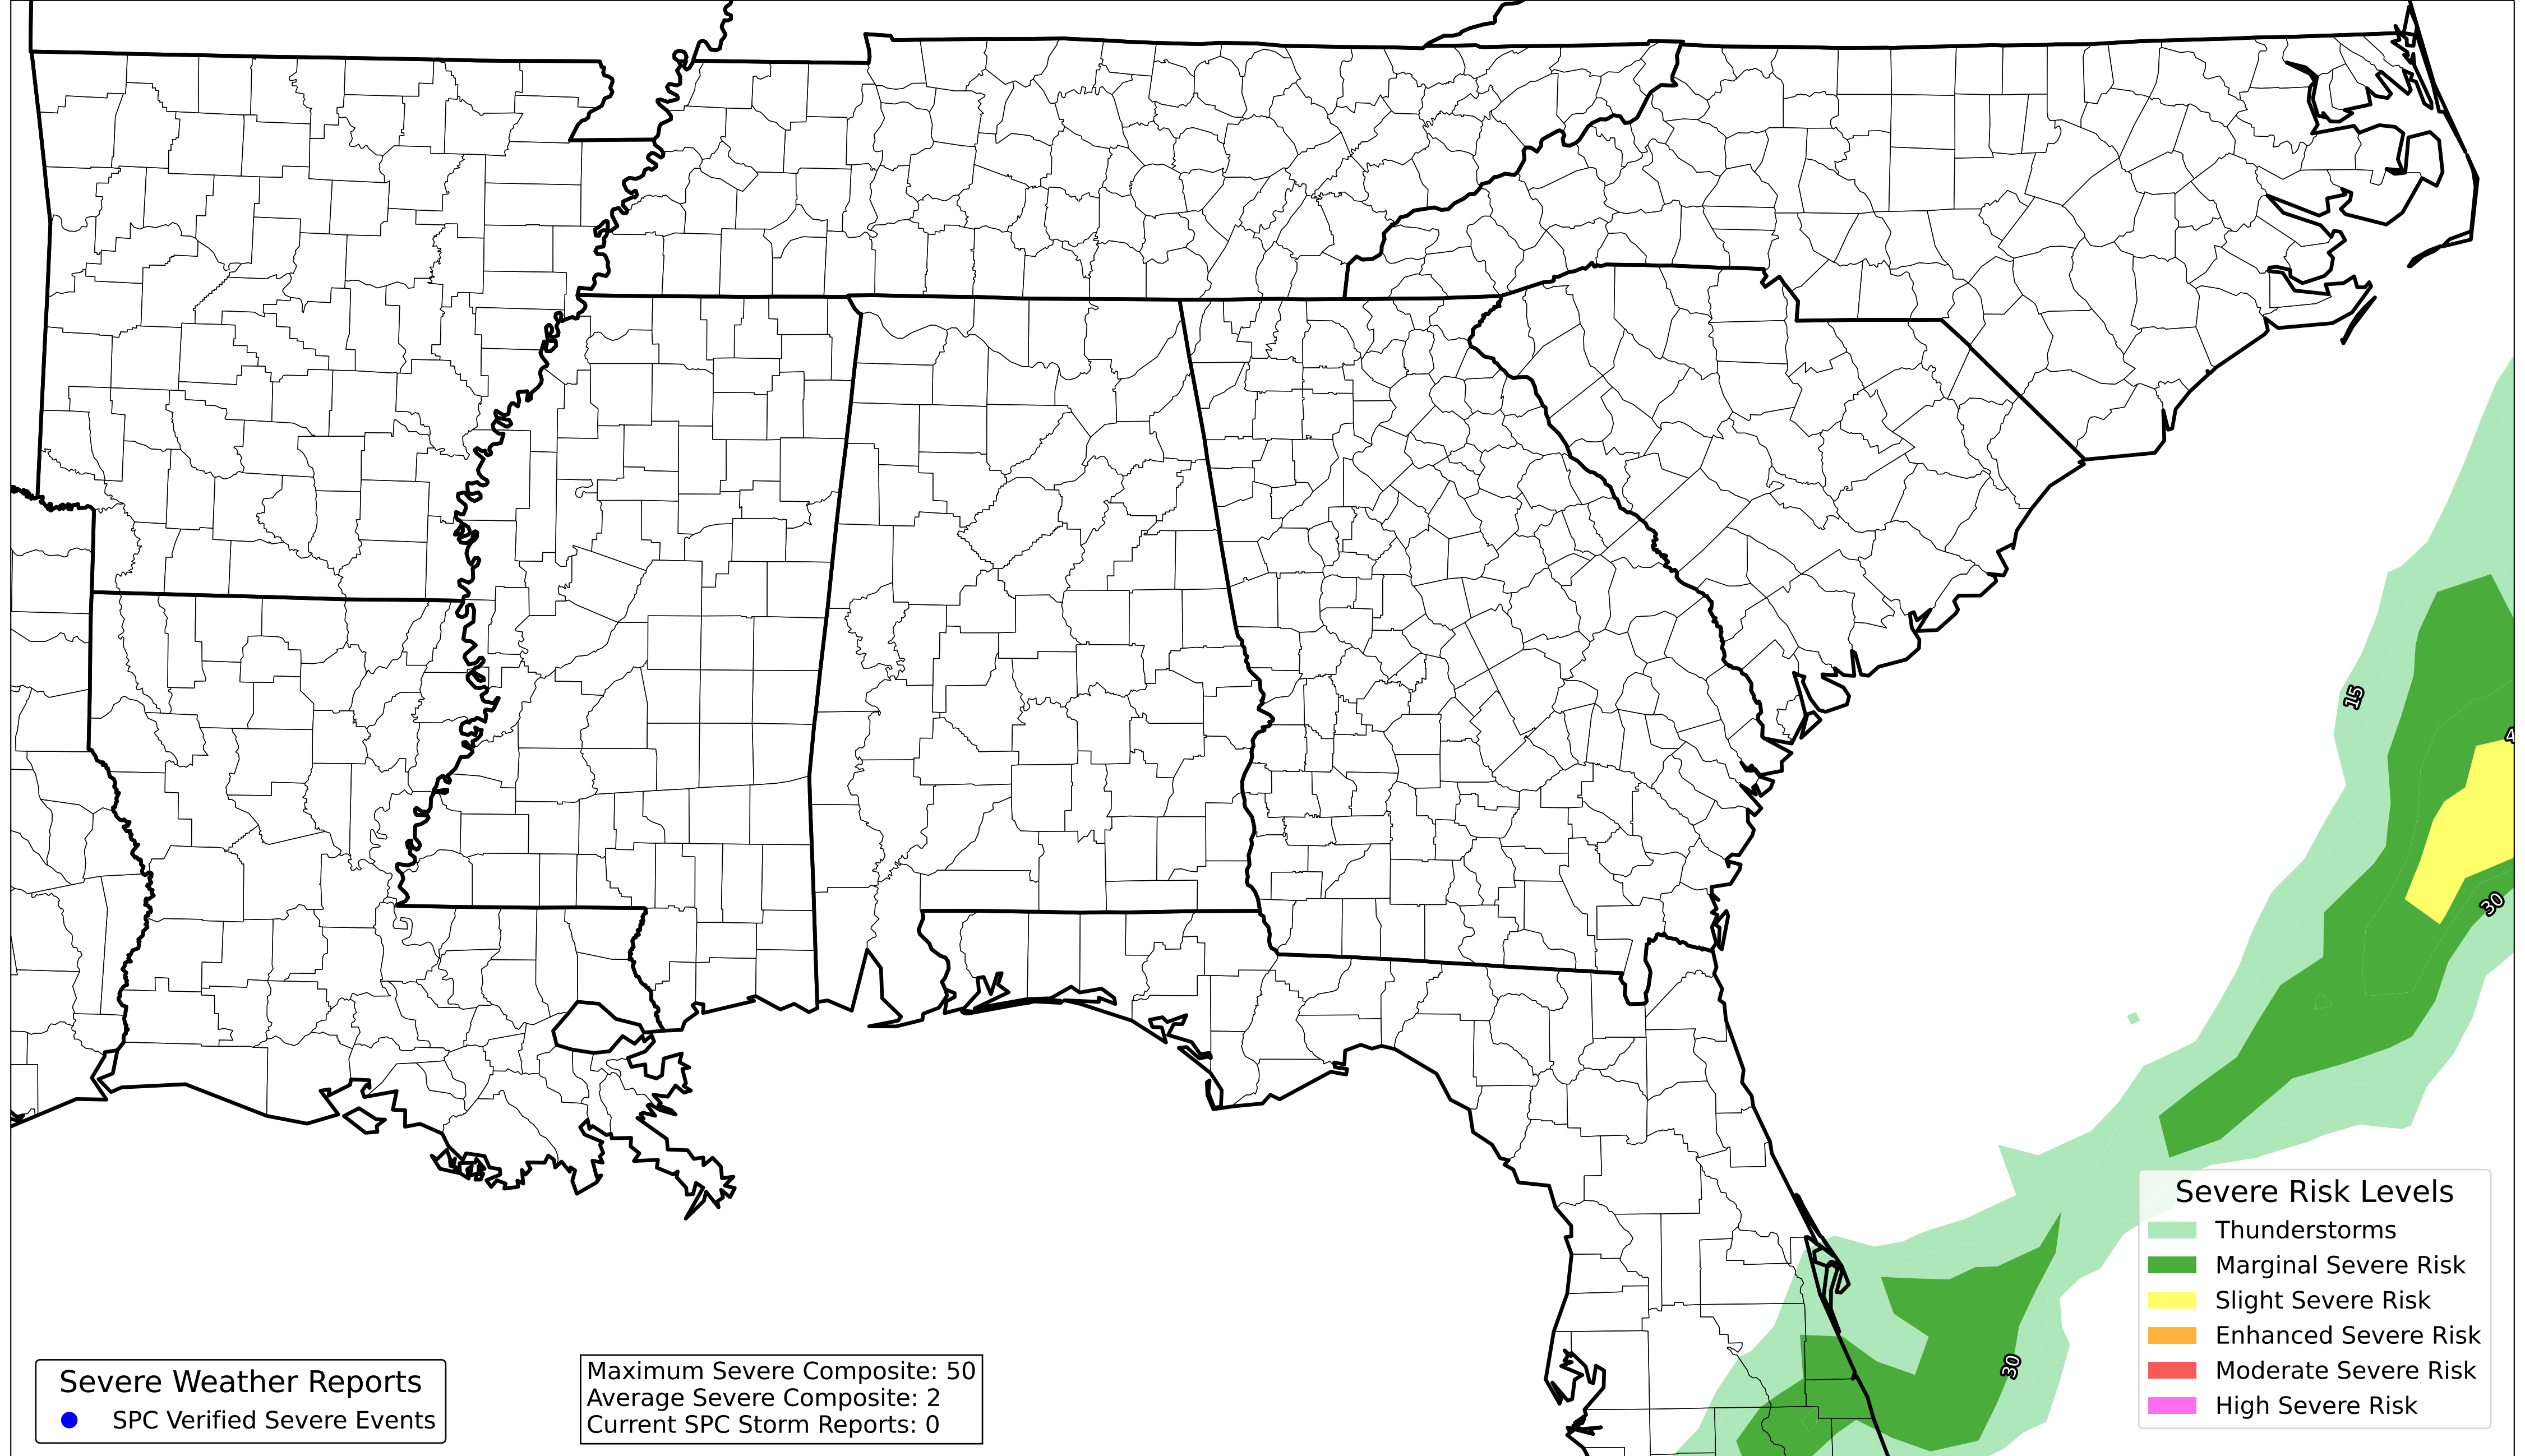 15
4
30
30
Severe Risk Levels
Thunderstorms
Marginal Severe Risk
Slight Severe Risk
Enhanced Severe Risk
Moderate Severe Risk
High Severe Risk
Severe Weather Reports
SPC Verified Severe Events
Maximum Severe Composite: 50
Average Severe Composite: 2
Current SPC Storm Reports: 0